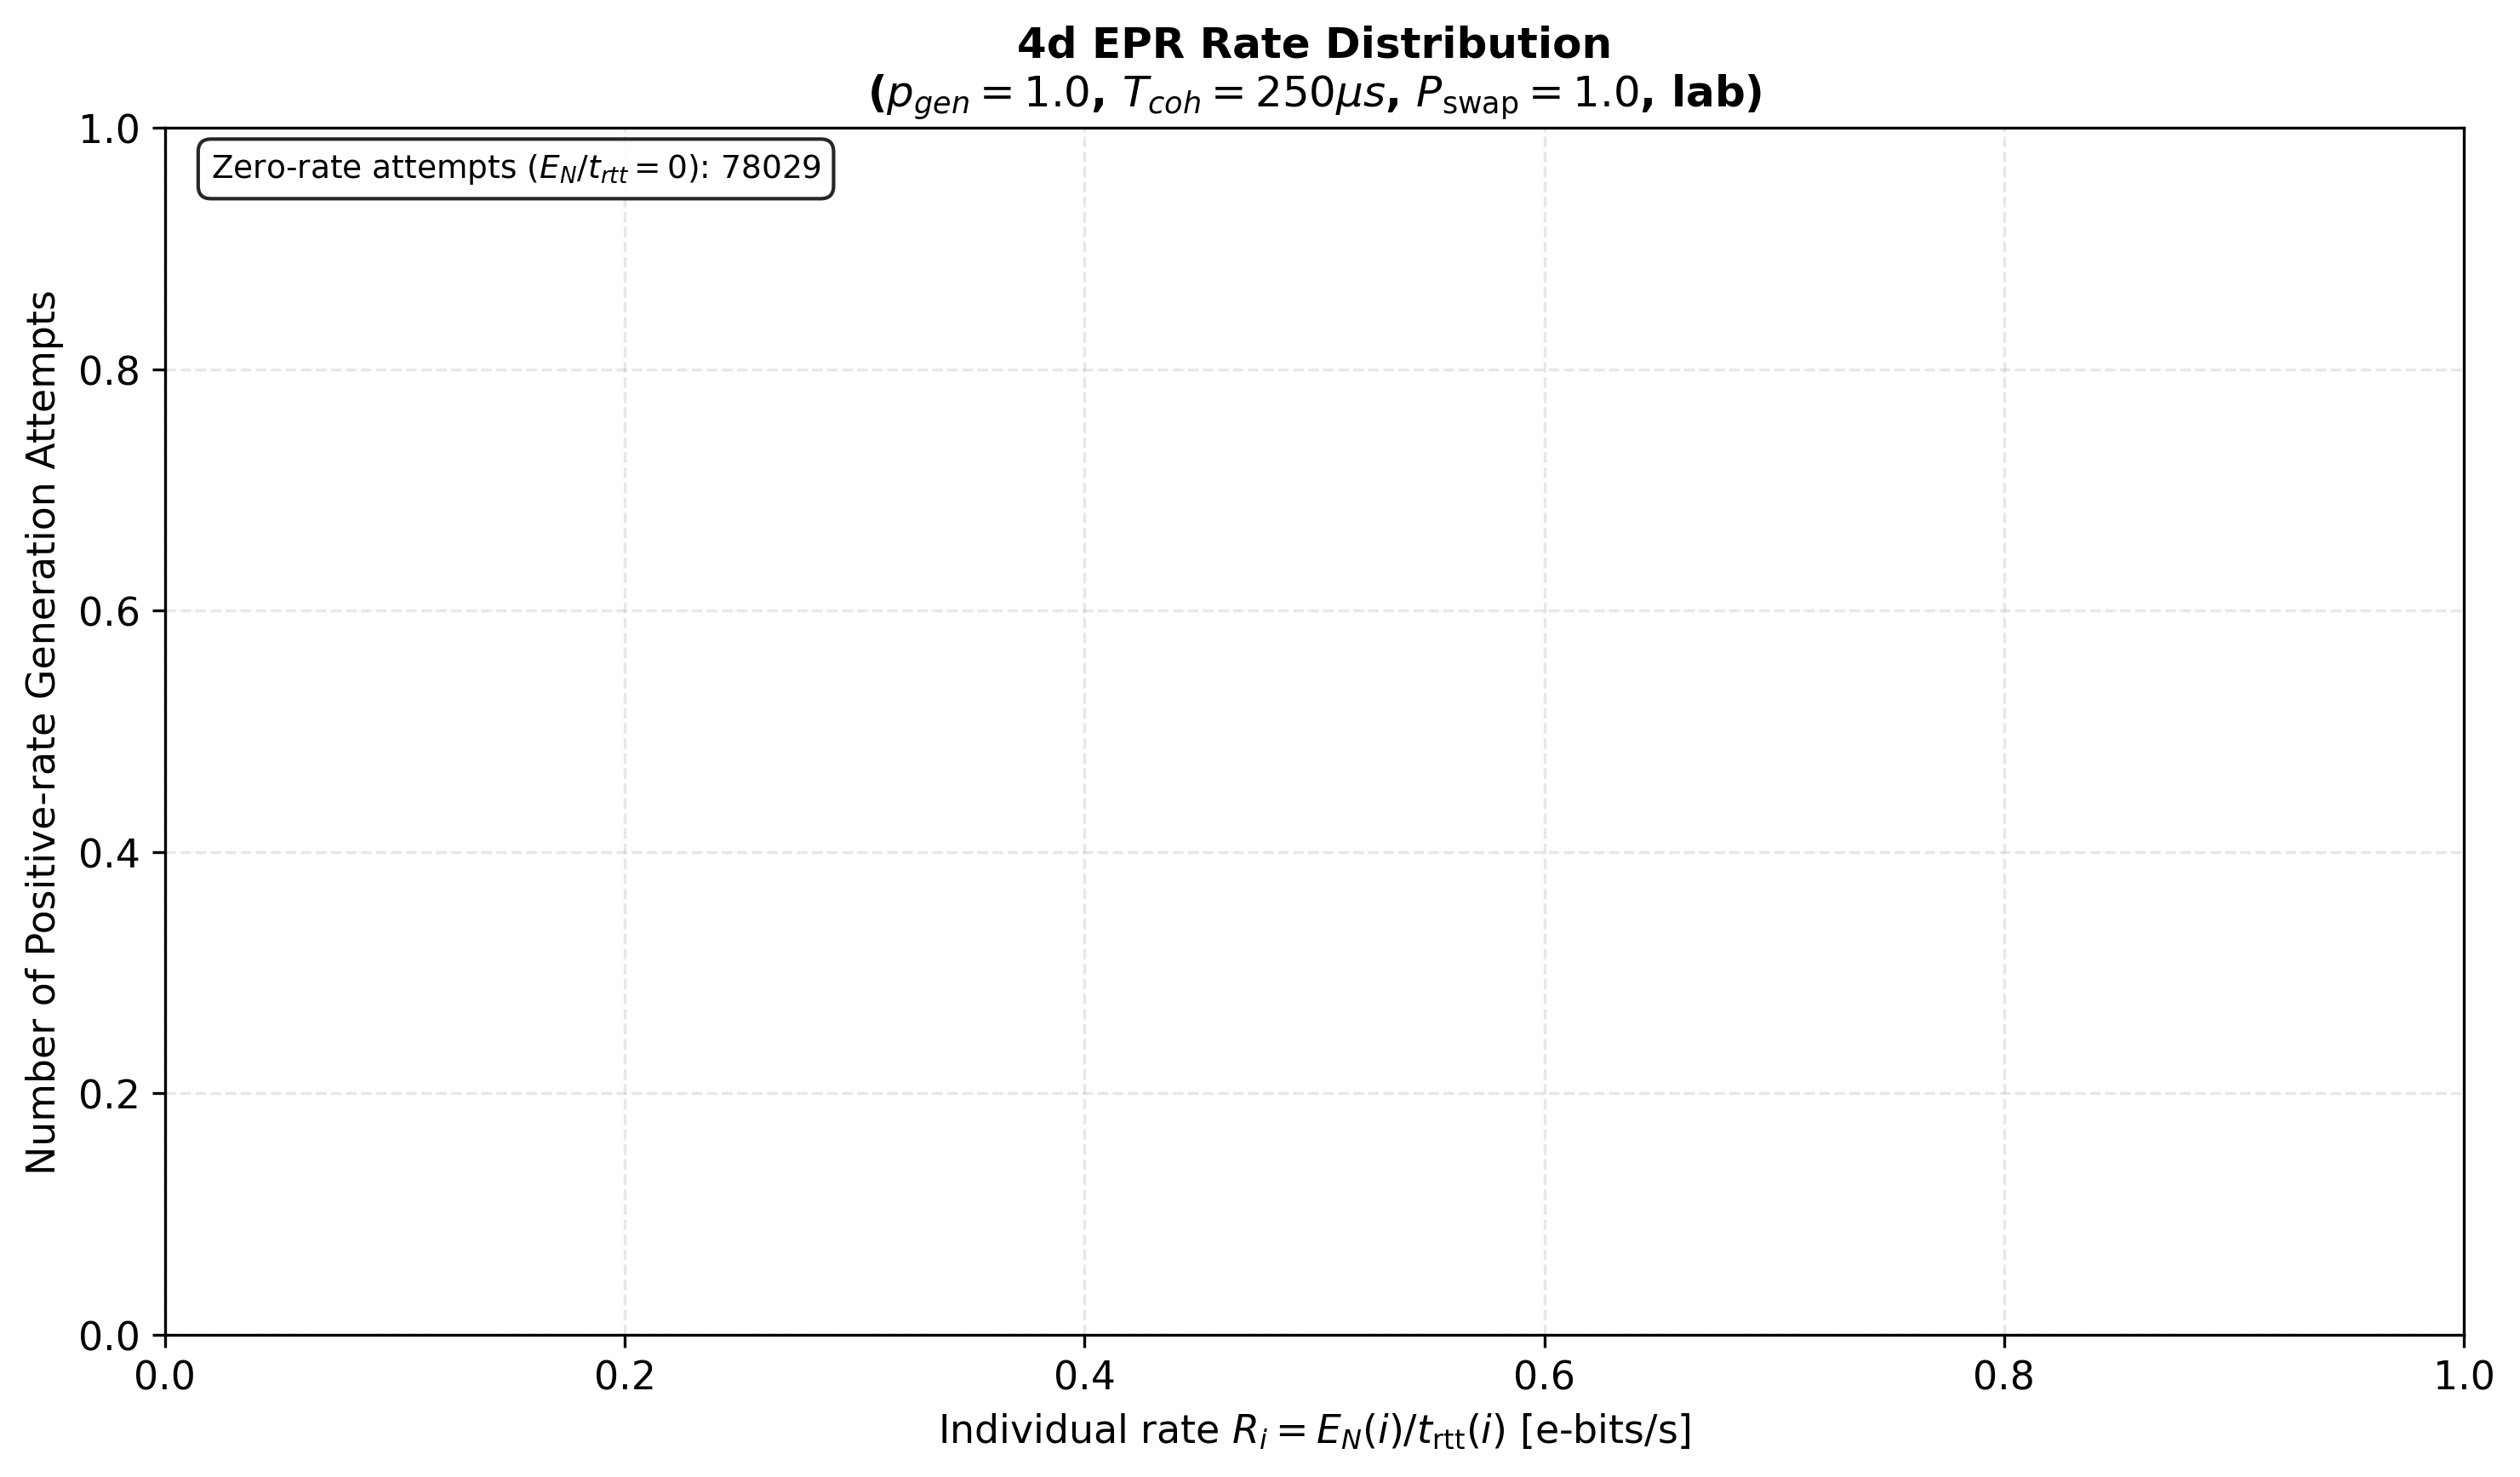 4d EPR Rate Distribution
(p_gen = 1.0, T_coh = 250μs, P_swap = 1.0, lab)
Zero-rate attempts (E_N/t_rtt = 0): 78029
Number of Positive-rate Generation Attempts
1.0
0.8
0.6
0.4
0.2
0.0
0.0 0.2 0.4 0.6 0.8 1.0
Individual rate R_i = E_N(i)/t_rtt(i) [e-bits/s]